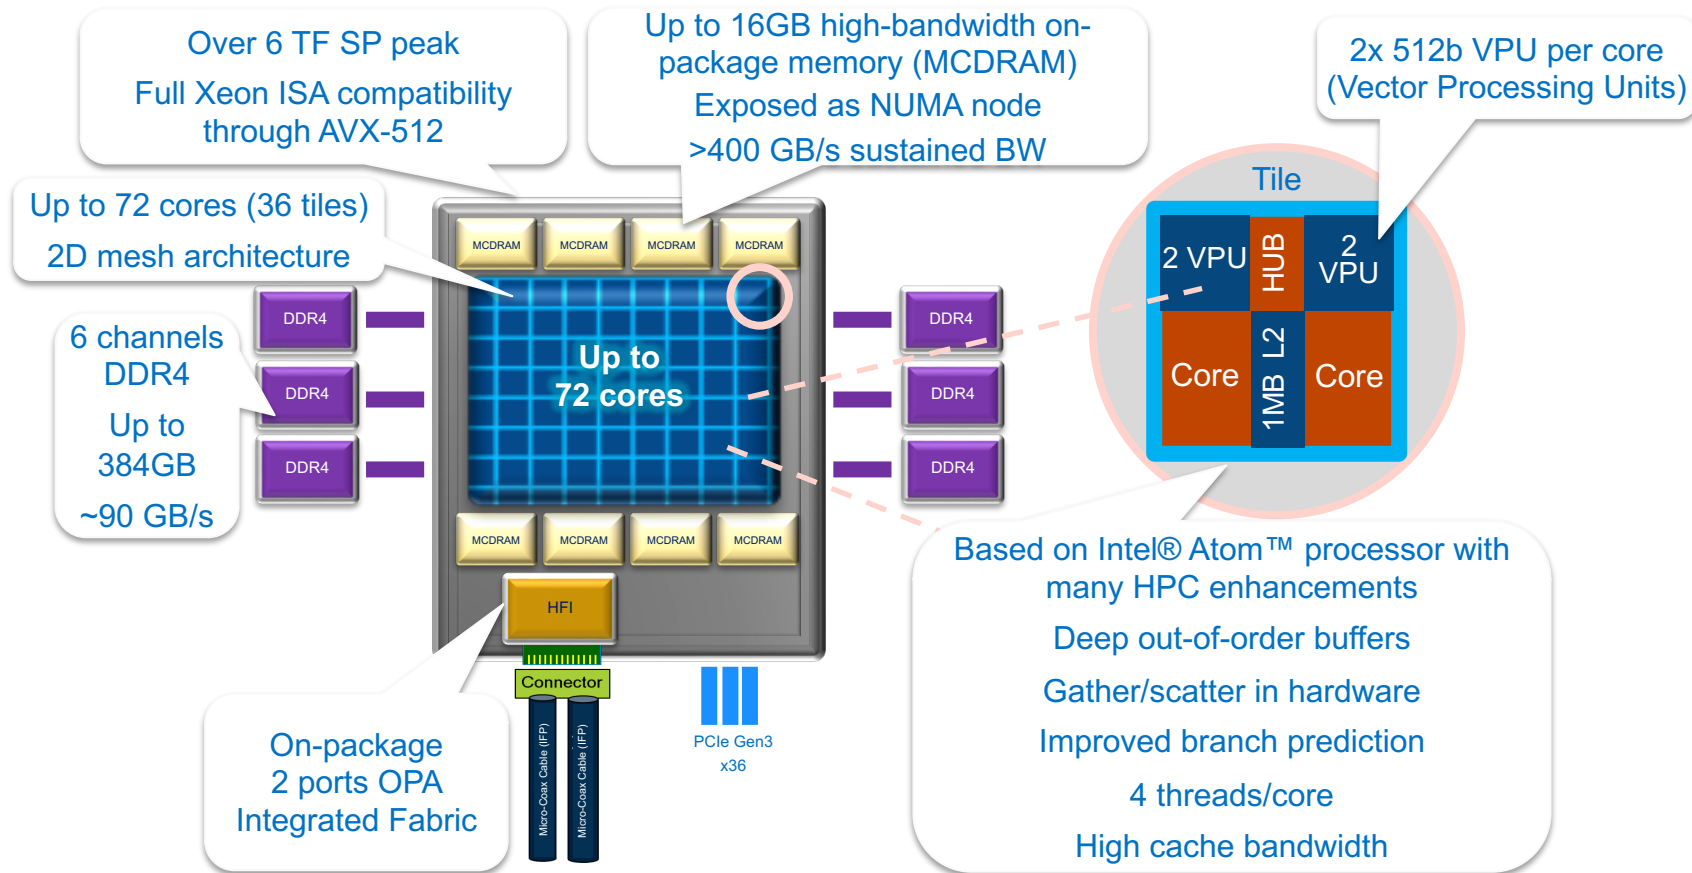 Over 6 TF SP peak
Full Xeon ISA compatibility
through AVX-512
Up to 16GB high-bandwidth on-
package memory (MCDRAM)
Exposed as NUMA node
>400 GB/s sustained BW
2x 512b VPU per core
(Vector Processing Units)
Up to 72 cores (36 tiles)
2D mesh architecture
MCDRAM
MCDRAM
MCDRAM
MCDRAM
Tile
2 VPU
HUB
2
VPU
Core
1MB L2
Core
6 channels
DDR4
Up to
384GB
~90 GB/s
DDR4
DDR4
DDR4
Up to
72 cores
DDR4
DDR4
DDR4
MCDRAM
MCDRAM
MCDRAM
MCDRAM
HFI
Connector
Micro-Coax Cable (IFP)
Micro-Coax Cable (IFP)
PCIe Gen3
x36
On-package
2 ports OPA
Integrated Fabric
Based on Intel® Atom™ processor with
many HPC enhancements
Deep out-of-order buffers
Gather/scatter in hardware
Improved branch prediction
4 threads/core
High cache bandwidth